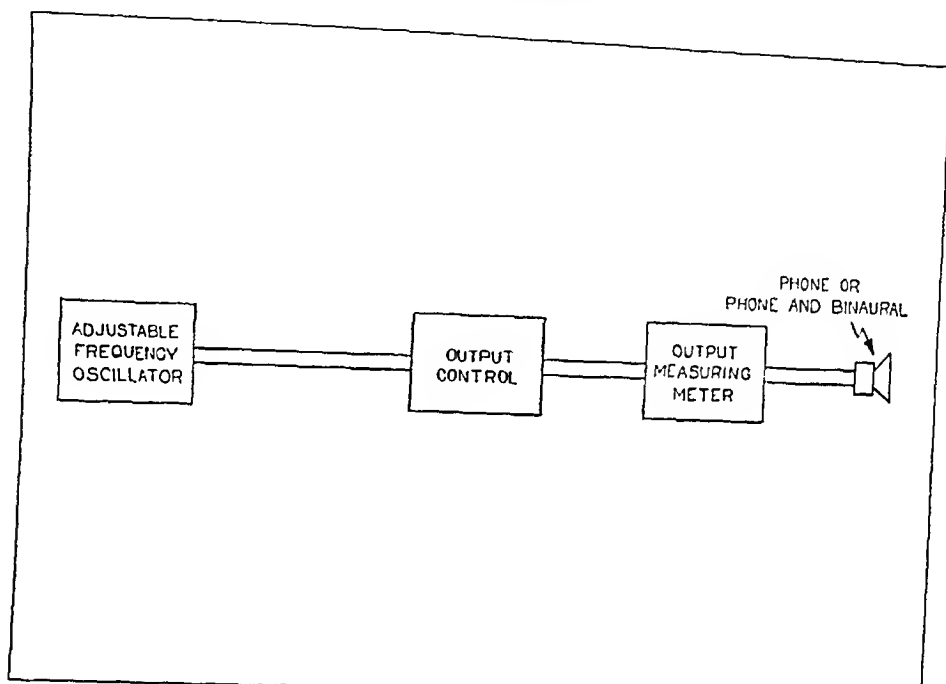 ADJUSTABLE
FREQUENCY
OSCILLATOR
OUTPUT
CONTROL
OUTPUT
MEASURING
METER
PHONE OR
PHONE AND BINAURAL